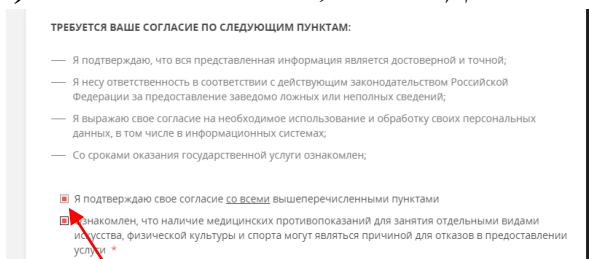 ТРЕБУЕТСЯ ВАШЕ СОГЛАСИЕ ПО СЛЕДУЮЩИМ ПУНКТАМ:
— Я подтверждаю, что вся представленная информация является достоверной и точной;
— Я несу ответственность в соответствии с действующим законодательством Российской
Федерации за предоставление заведомо ложных или неполных сведений;
— Я выражаю свое согласие на необходимое использование и обработку своих персональных
данных, в том числе в информационных системах;
— Со сроками оказания государственной услуги ознакомлен;
Я подтверждаю свое согласие со всеми вышеперечисленными пунктами
Ознакомлен, что наличие медицинских противопоказаний для занятия отдельными видами
искусства, физической культуры и спорта могут являться причиной для отказов в предоставлении
услуги *